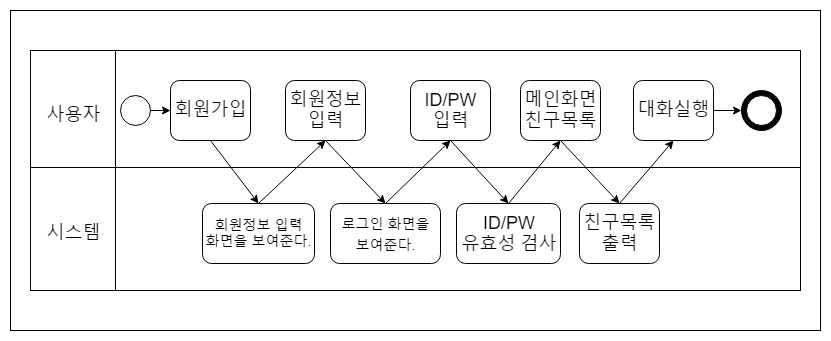 사용자
회원가입
회원정보
입력
ID/PW
입력
메인화면
친구목록
대화실행
시스템
회원정보 입력
화면을 보여준다.
로그인 화면을
보여준다.
ID/PW
유효성 검사
친구목록
출력